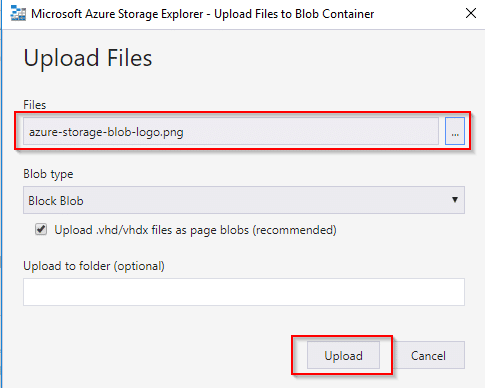 Microsoft Azure Storage Explorer - Upload Files to Blob Container
Upload Files
Files
azure-storage-blob-logo.png
...
Blob type
Block Blob
Upload .vhd/vhdx files as page blobs (recommended)
Upload to folder (optional)
Upload Cancel